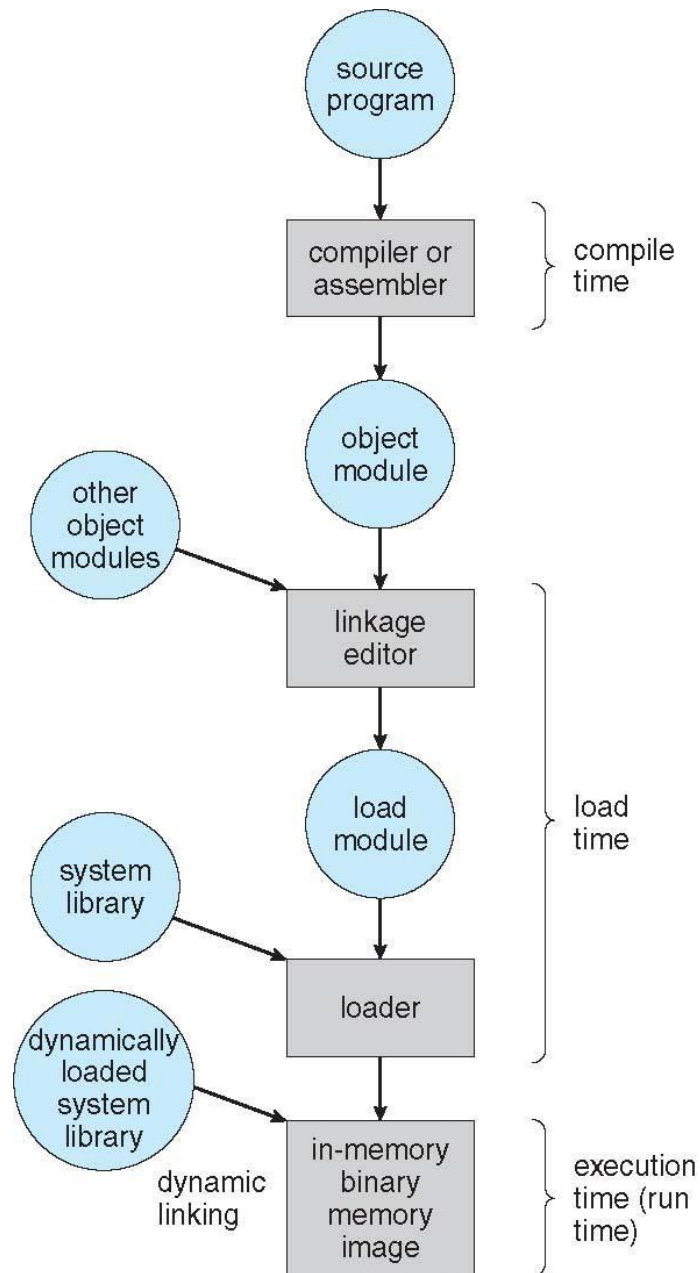 source
program
compiler or
assembler
compile
time
object
module
other
object
modules
linkage
editor
load
module
load
time
system
library
loader
dynamically
loaded
system
library
dynamic
linking
in-memory
binary
memory
image
execution
time (run
time)